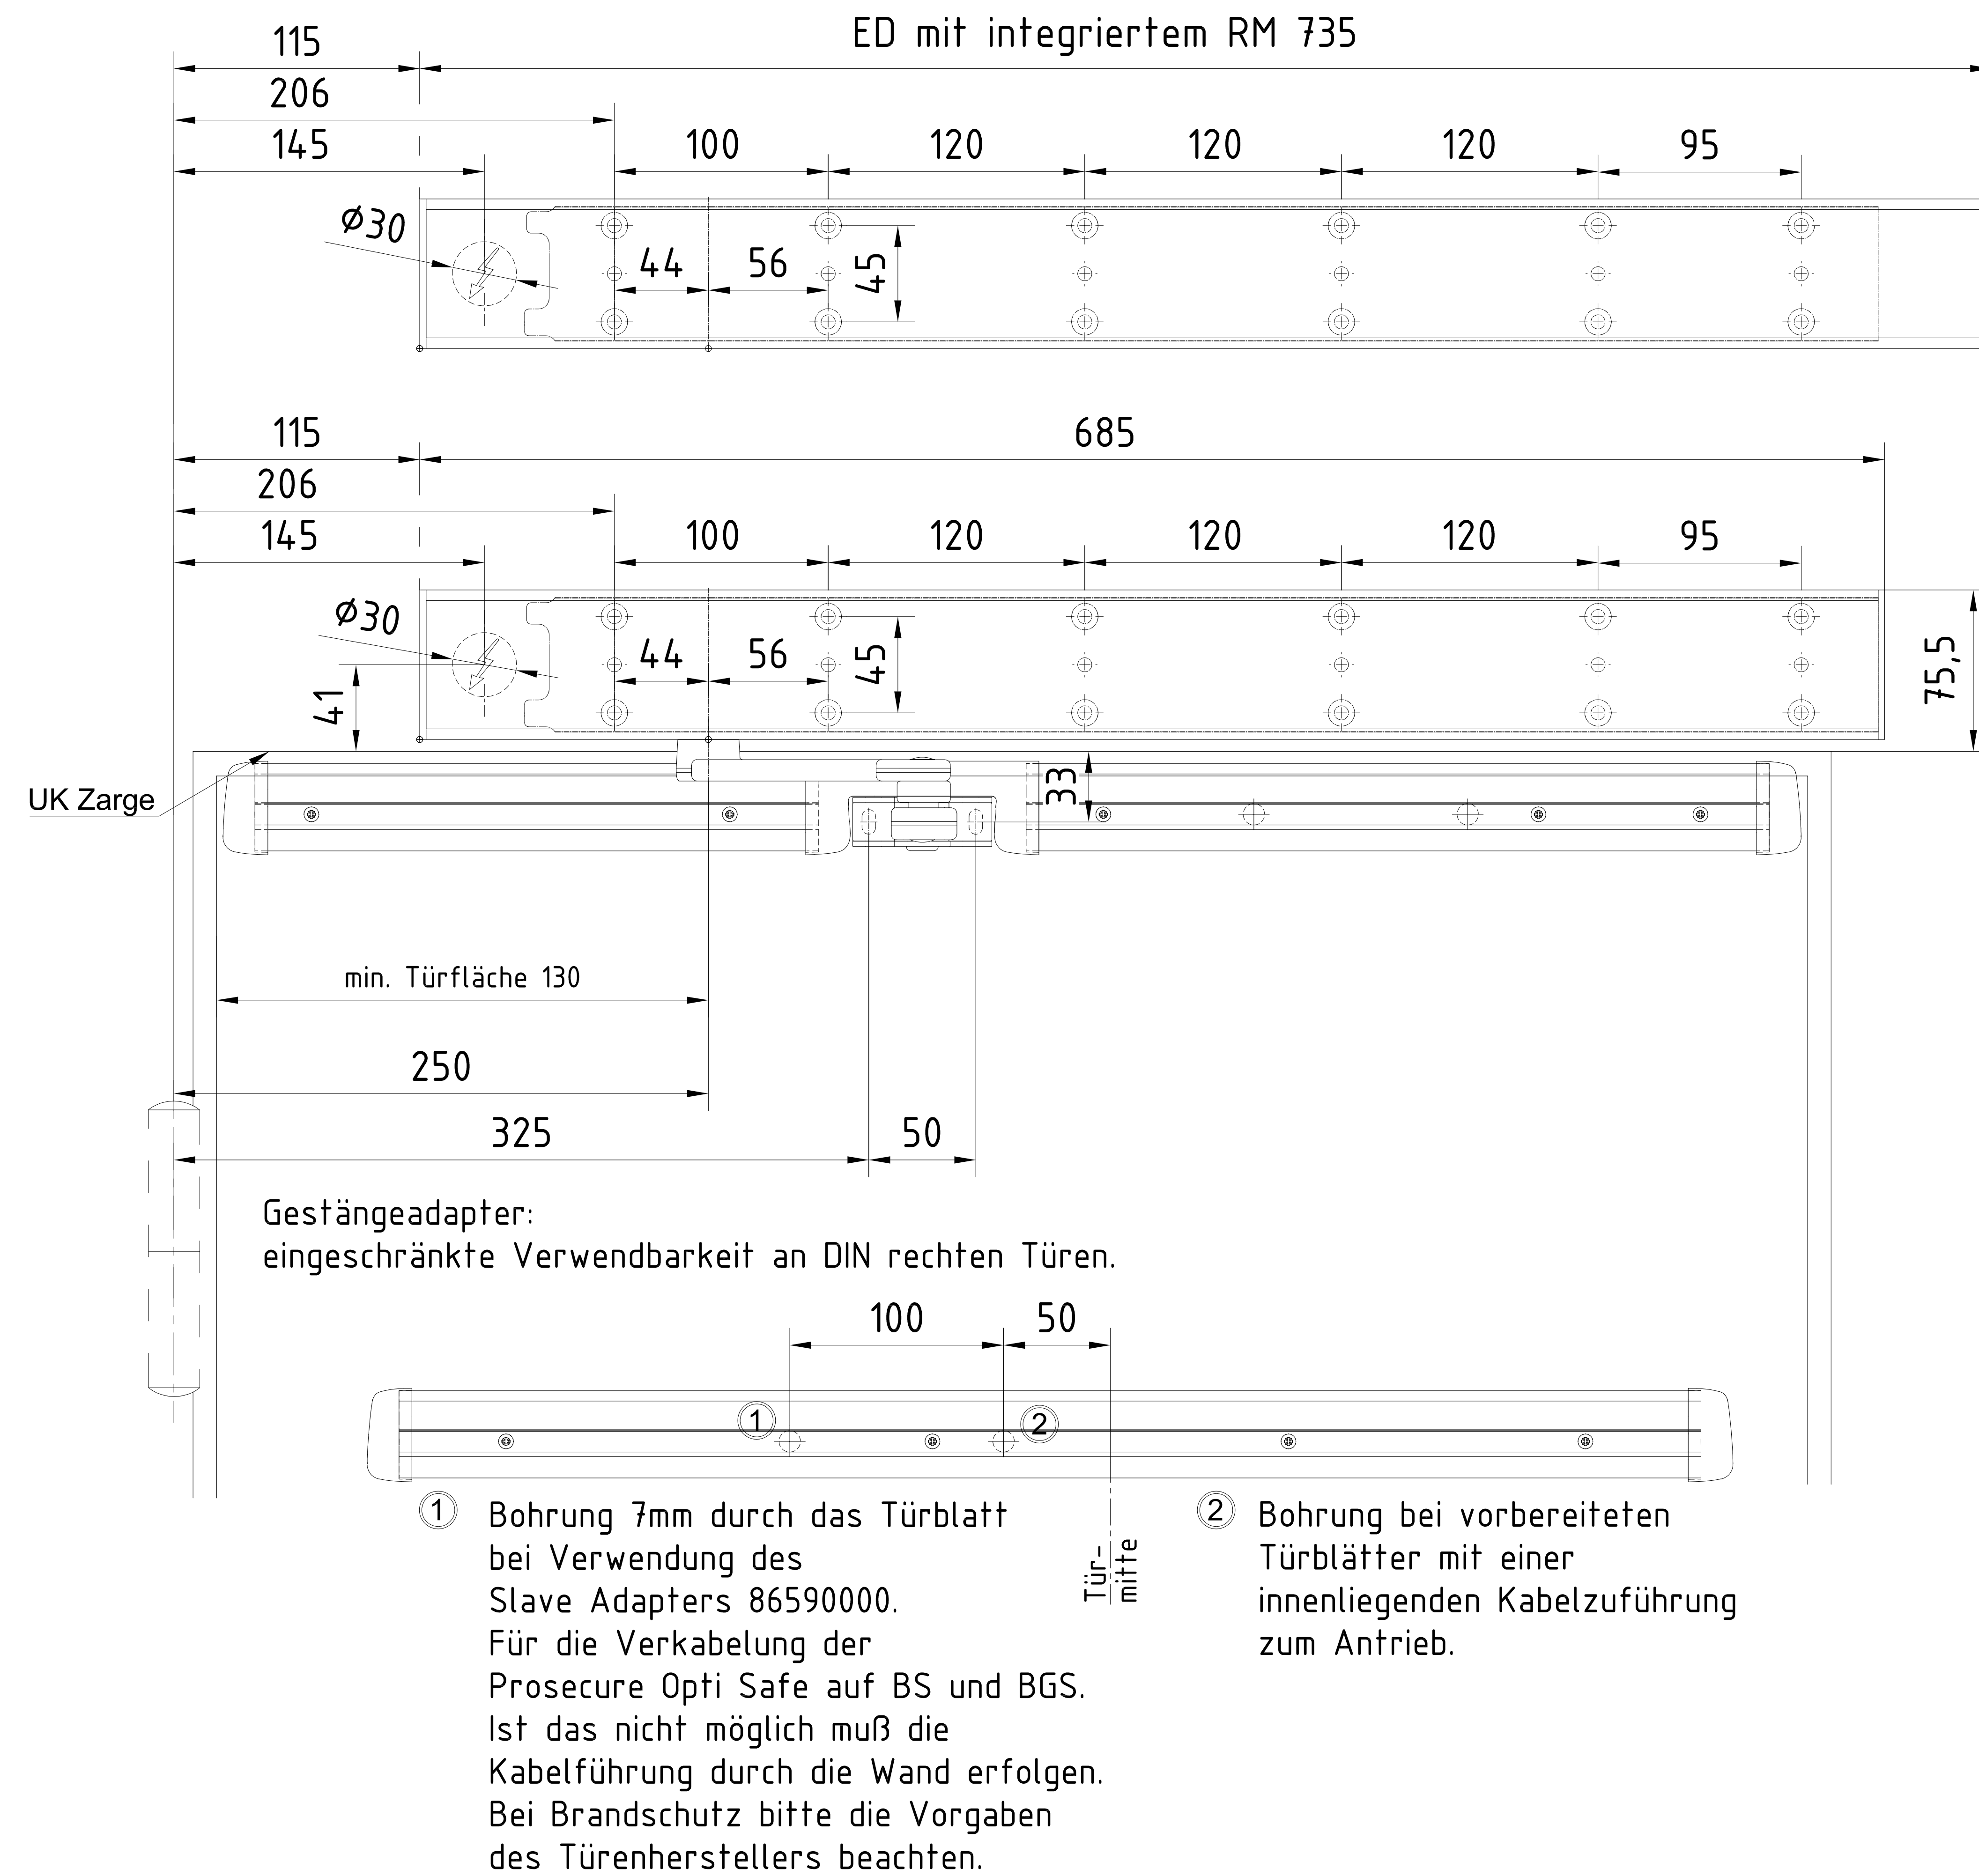 ED mit integriertem RM 735
115
206
145
100
120
120
120
95
ø30
44
56
45
115
685
206
145
100
120
120
120
95
ø30
44
56
45
41
75,5
33
UK Zarge
min. Türfläche 130
250
325
50
Gestängeadapter:
eingeschränkte Verwendbarkeit an DIN rechten Türen.
100
50
1
2
Tür-
mitte
1
Bohrung 7mm durch das Türblatt
bei Verwendung des
Slave Adapters 86590000.
Für die Verkabelung der
Prosecure Opti Safe auf BS und BGS.
Ist das nicht möglich muß die
Kabelführung durch die Wand erfolgen.
Bei Brandschutz bitte die Vorgaben
des Türenherstellers beachten.
2
Bohrung bei vorbereiteten
Türblätter mit einer
innenliegenden Kabelzuführung
zum Antrieb.